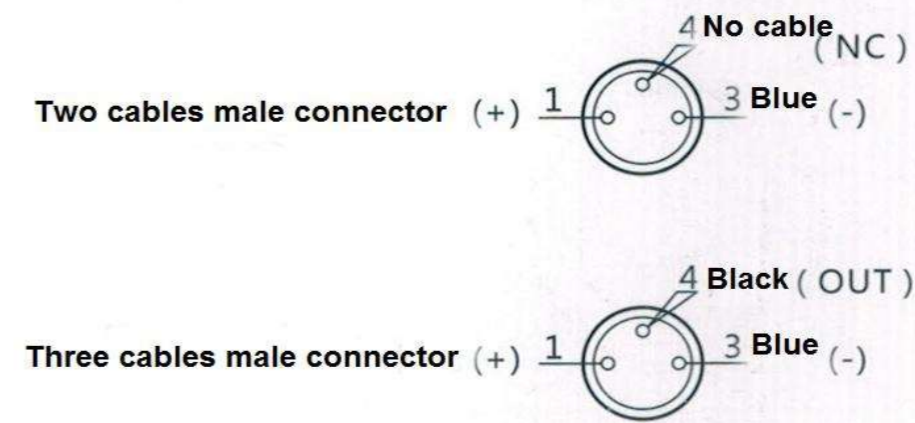 4 No cable (NC)
Two cables male connector (+) 1 3 Blue (-)
4 Black (OUT)
Three cables male connector (+) 1 3 Blue (-)